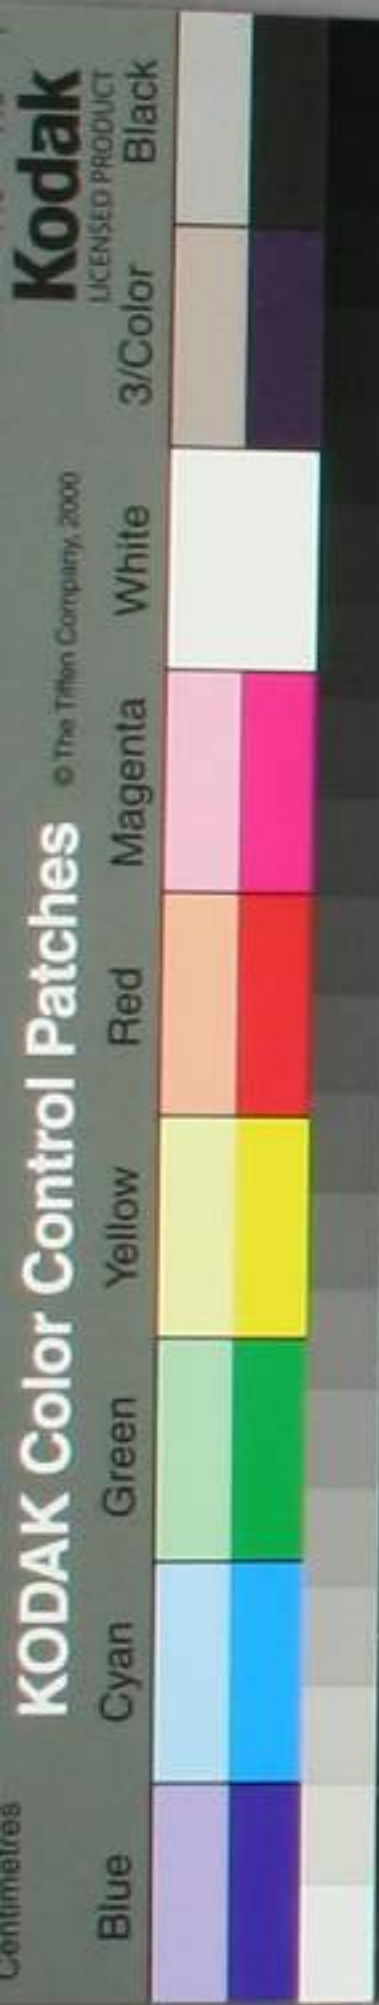 Centimetres
KODAK Color Control Patches
© The Tiffen Company, 2000
Kodak
LICENSED PRODUCT
Blue
Cyan
Green
Yellow
Red
Magenta
White
3/Color
Black